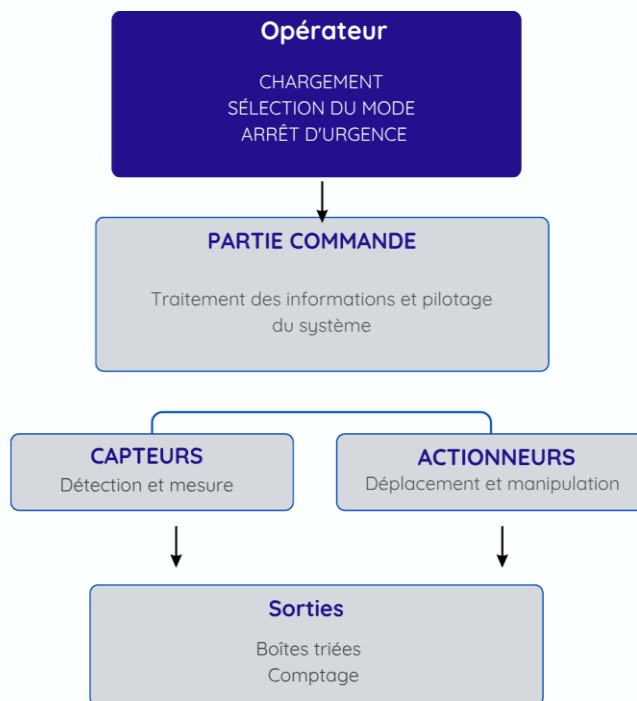 Opérateur
CHARGEMENT
SÉLECTION DU MODE
ARRÊT D'URGENCE
PARTIE COMMANDE
Traitement des informations et pilotage
du système
CAPTEURS
Détection et mesure
ACTIONNEURS
Déplacement et manipulation
Sorties
Boîtes triées
Comptage